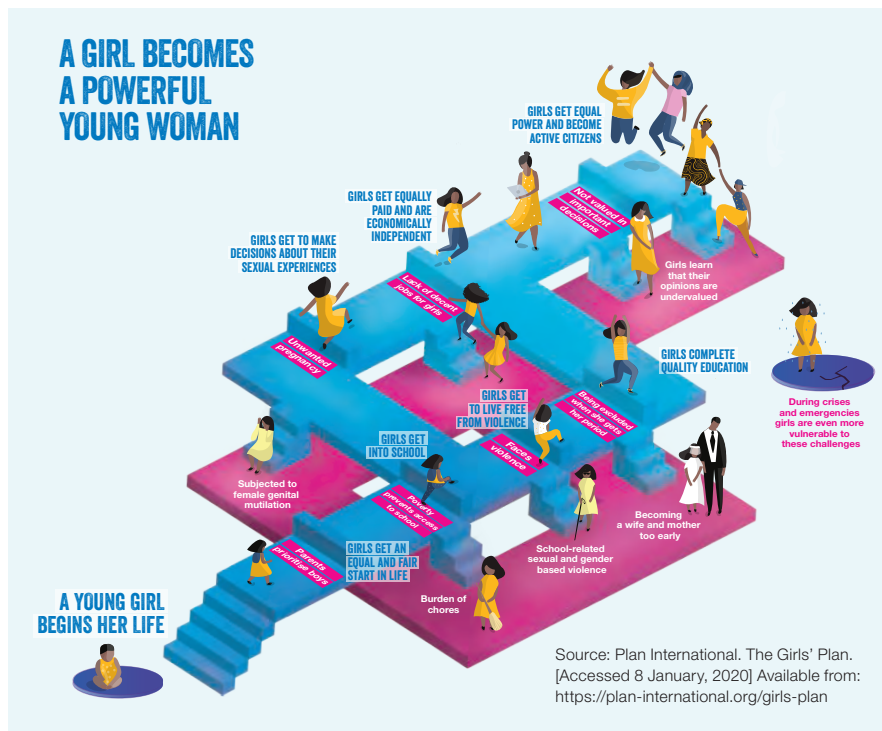 A GIRL BECOMES
A POWERFUL
YOUNG WOMAN
GIRLS GET EQUAL
POWER AND BECOME
ACTIVE CITIZENS
GIRLS GET EQUALLY
PAID AND ARE
ECONOMICALLY
INDEPENDENT
Not valued in
important
decisions
GIRLS GET TO MAKE
DECISIONS ABOUT THEIR
SEXUAL EXPERIENCES
Girls learn
that their
opinions are
undervalued
Lack of decent
jobs for girls
Unwanted
pregnancy
GIRLS COMPLETE
QUALITY EDUCATION
During crises
and emergencies
girls are even more
vulnerable to
these challenges
GIRLS GET
TO LIVE FREE
FROM VIOLENCE
Being excluded
when she gets
her period
GIRLS GET
INTO SCHOOL
Faces
violence
Subjected to
female genital
mutilation
Poverty
prevents access
to school
Becoming
a wife and mother
too early
School-related
sexual and gender
based violence
GIRLS GET AN
EQUAL AND FAIR
START IN LIFE
Parents
prioritise boys
Burden of
chores
A YOUNG GIRL
BEGINS HER LIFE
Source: Plan International. The Girls' Plan.
[Accessed 8 January, 2020] Available from:
https://plan-international.org/girls-plan